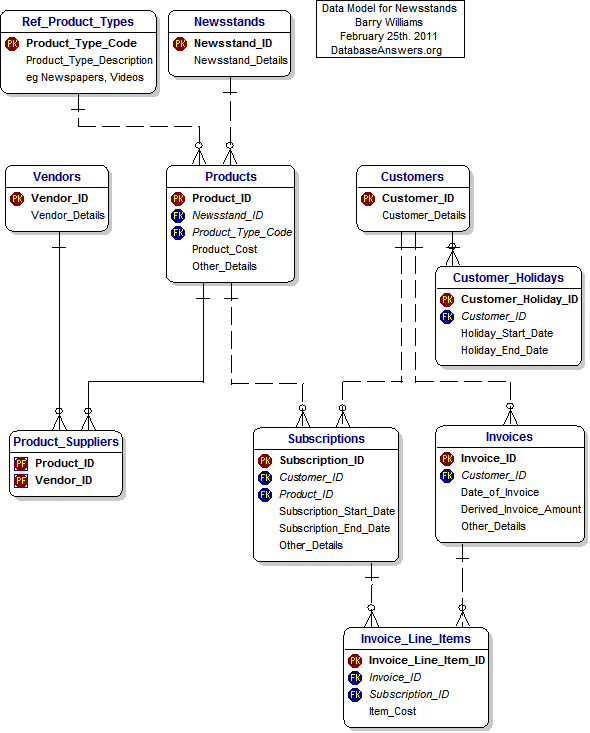 Data Model for Newsstands
Barry Williams
February 25th. 2011
DatabaseAnswers.org
Ref_Product_Types
Pk Product_Type_Code
Product_Type_Description
eg Newspapers, Videos
Newsstands
Pk Newsstand_ID
Newsstand_Details
Vendors
Pk Vendor_ID
Vendor_Details
Products
Pk Product_ID
Fk Newsstand_ID
Fk Product_Type_Code
Product_Cost
Other_Details
Customers
Pk Customer_ID
Customer_Details
Customer_Holidays
Pk Customer_Holiday_ID
Fk Customer_ID
Holiday_Start_Date
Holiday_End_Date
Product_Suppliers
PF Product_ID
PF Vendor_ID
Subscriptions
Pk Subscription_ID
Fk Customer_ID
Fk Product_ID
Subscription_Start_Date
Subscription_End_Date
Other_Details
Invoices
Pk Invoice_ID
Fk Customer_ID
Date_of_Invoice
Derived_Invoice_Amount
Other_Details
Invoice_Line_Items
Pk Invoice_Line_Item_ID
Fk Invoice_ID
Fk Subscription_ID
Item_Cost